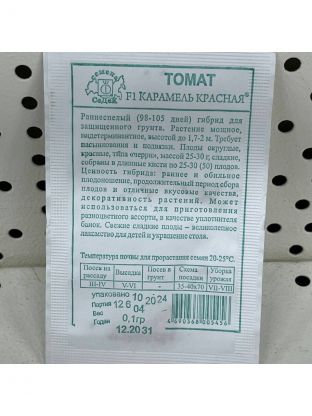 семена
СеДеК
ТОМАТ
F1 КАРАМЕЛЬ КРАСНАЯ®
Раннеспелый (98-105 дней) гибрид для
защищенного грунта. Растение мощное,
индетерминантное, высотой до 1,7-2 м. Требует
пасынкования и подвязки. Плоды округлые,
красные, типа «черри», массой 25-30 г, сладкие,
собраны в длинные кисти по 25-30 (50) плодов.
Ценность гибрида: раннее и обильное
плодоношение, продолжительный период сбора
плодов и отличные вкусовые качества,
декоративность растений. Может
использоваться для приготовления
разноцветного ассорти, в качестве уплотнителя
банок. Свежие сладкие плоды – великолепное
лакомство для детей и украшение стола.
Температура почвы для прорастания семян 20-25°С.
Посев на рассаду Высадка Посев в грунт Схема посадки Уборка урожая
III-IV V-VI - 35-40х70 VII-VIII
упаковано 10 2024
Партия 12 6 04
Вес 0,1гр
Годен 12.2031
4690368005456